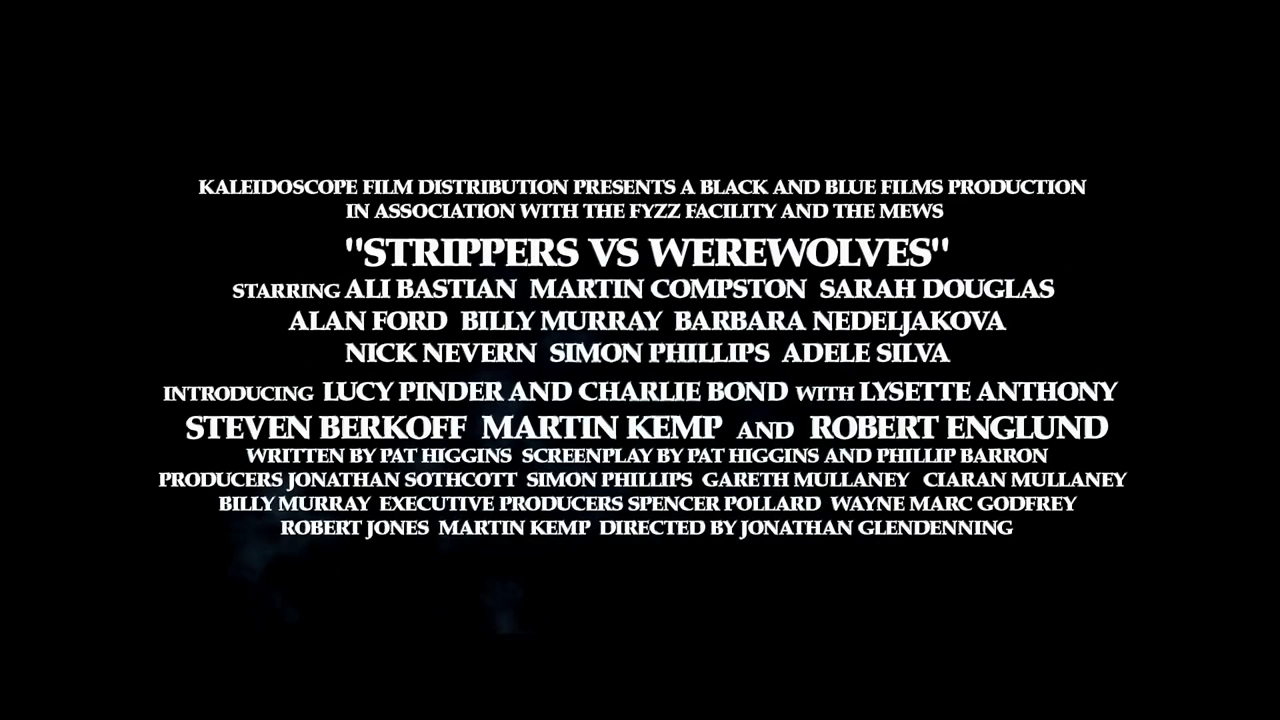 KALEIDOSCOPE FILM DISTRIBUTION PRESENTS A BLACK AND BLUE FILMS PRODUCTION
IN ASSOCIATION WITH THE FYZZ FACILITY AND THE MEWS
"STRIPPERS VS WEREWOLVES"
STARRING ALI BASTIAN MARTIN COMPSTON SARAH DOUGLAS
ALAN FORD BILLY MURRAY BARBARA NEDELJAKOVA
NICK NEVERN SIMON PHILLIPS ADELE SILVA
INTRODUCING LUCY PINDER AND CHARLIE BOND WITH LYSETTE ANTHONY
STEVEN BERKOFF MARTIN KEMP AND ROBERT ENGLUND
WRITTEN BY PAT HIGGINS SCREENPLAY BY PAT HIGGINS AND PHILLIP BARRON
PRODUCERS JONATHAN SOTHCOTT SIMON PHILLIPS GARETH MULLANEY CIARAN MULLANEY
BILLY MURRAY EXECUTIVE PRODUCERS SPENCER POLLARD WAYNE MARC GODFREY
ROBERT JONES MARTIN KEMP DIRECTED BY JONATHAN GLENDENNING